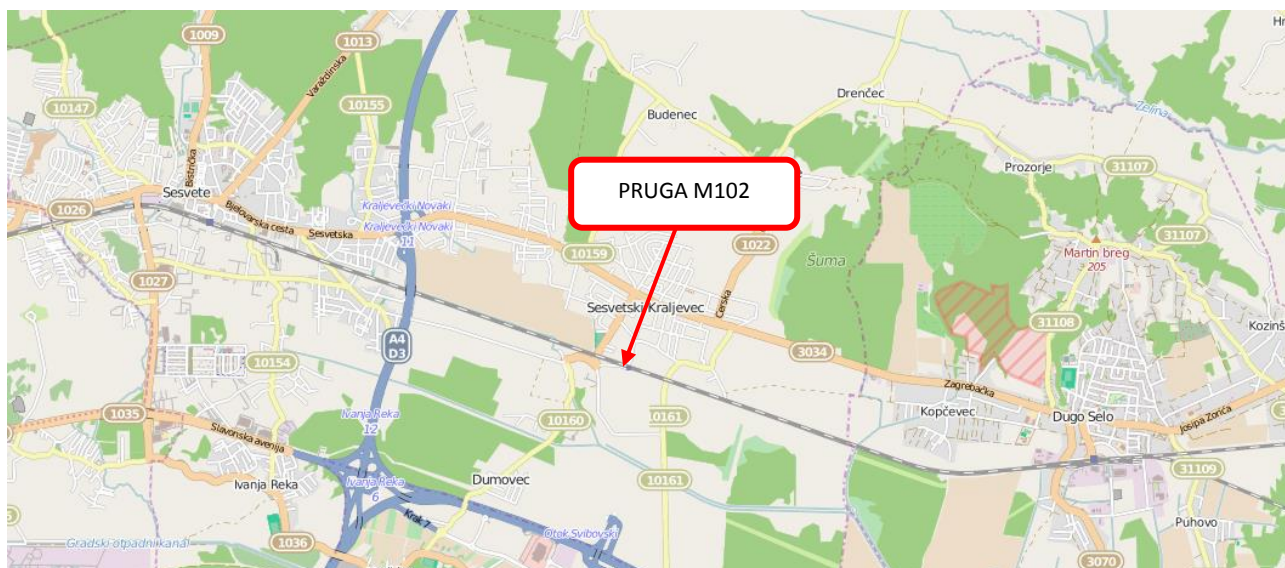 1009
1013
Varaždinska
10147
10155
Bistrička
Sesvete
1026
Bjelovarska cesta
Sesvetska
Kraljevečki Novaki
Kraljevečki Novaki
11
1027
10154
A4
D3
1035
Slavonska avenija
Ivanja Reka
12
Ivanja Reka
Ivanja Reka
6
Krak 7
1036
Gradski otpadni kanal
Dumovec
Otok Svibovski
10160
10161
10161
Budenec
PRUGA M102
10159
Sesvetski Kraljevec
Cerska
1022
Šuma
3034
Drenčec
Zelina
Prozorje
31107
31107
Martin breg
205
31108
Zagrebačka
Kopčevec
Dugo Selo
Josipa Zorića
31109
Puhovo
3070